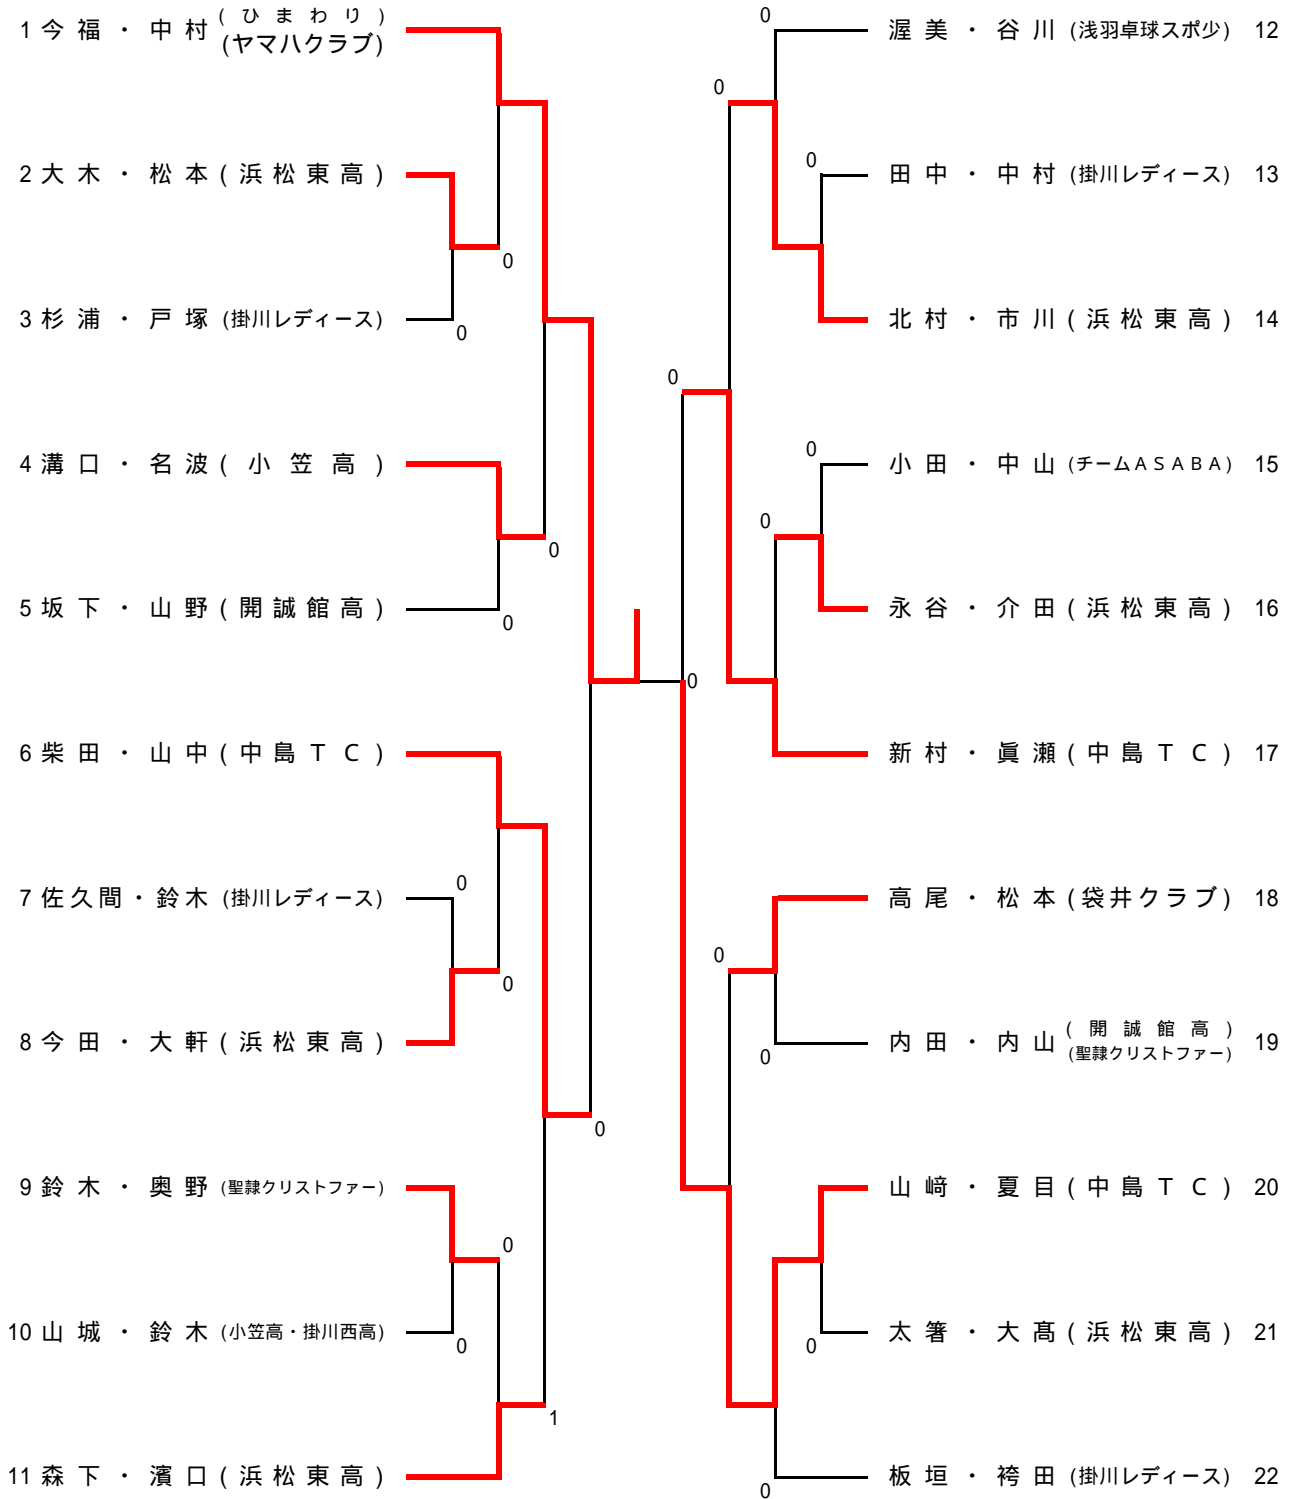 1 今福・中村 (ひまわり)
(ヤマハクラブ)
2 大木・松本 (浜松東高)
3 杉浦・戸塚 (掛川レディース)
4 溝口・名波 (小笠高)
5 坂下・山野 (開誠館高)
6 柴田・山中 (中島TC)
7 佐久間・鈴木 (掛川レディース)
8 今田・大軒 (浜松東高)
9 鈴木・奥野 (聖隷クリストファー)
10 山城・鈴木 (小笠高・掛川西高)
11 森下・濱口 (浜松東高)
0
0
0
0
0
0
0
0
0
1
0
0
渥美・谷川 (浅羽卓球スポ少) 12
0
田中・中村 (掛川レディース) 13
北村・市川 (浜松東高) 14
0
0
小田・中山 (チームASABA) 15
0
永谷・介田 (浜松東高) 16
0
新村・眞瀬 (中島TC) 17
高尾・松本 (袋井クラブ) 18
0
内田・内山 (開誠館高)
(聖隷クリストファー) 19
0
山﨑・夏目 (中島TC) 20
太箸・大髙 (浜松東高) 21
0
板垣・袴田 (掛川レディース) 22
0